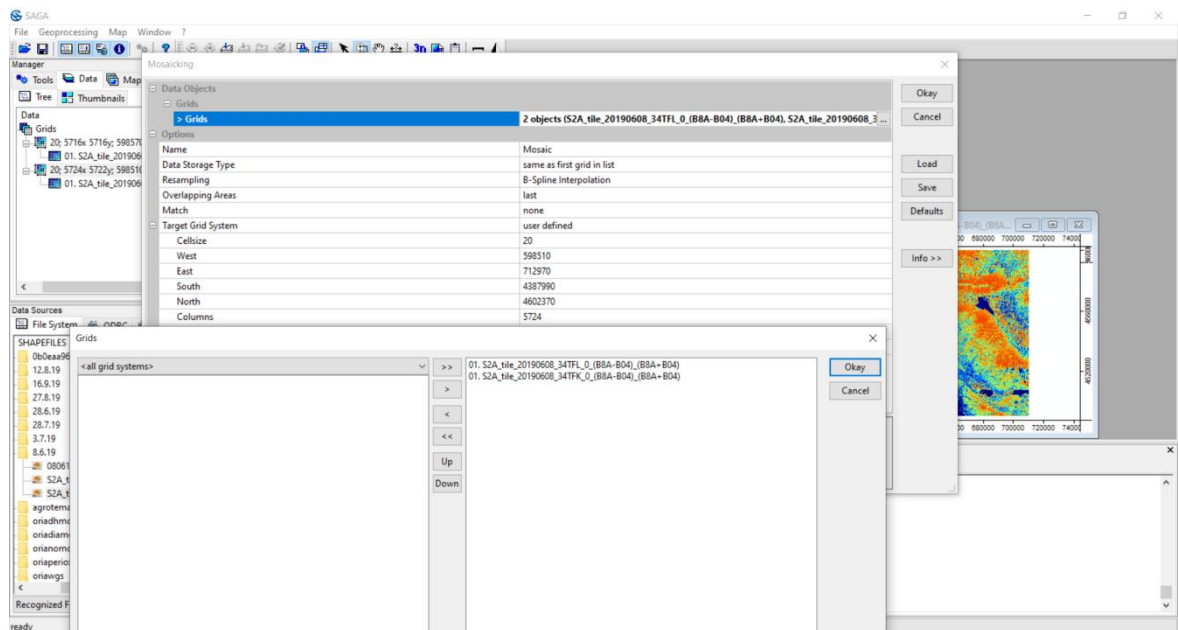 SAGA
File Geoprocessing Map Window ?
Manager
Tools Data Map
Tree Thumbnails
Data
Grids
20; 5716x 5716y; 59857
01. S2A_tile_201906
20; 5724x 5722y; 598510
01. S2A_tile_201906
Mosaicking
Data Objects
Grids
> Grids 2 objects (S2A_tile_20190608_34TFL_0_(B8A-B04)_(B8A+B04), S2A_tile_20190608_3 ...
Options
Name Mosaic
Data Storage Type same as first grid in list
Resampling B-Spline Interpolation
Overlapping Areas last
Match none
Target Grid System user defined
Cellsize 20
West 598510
East 712970
South 4387990
North 4602370
Columns 5724
Okay
Cancel
Load
Save
Defaults
Info >>
680000 700000 720000 7400
4560000
4520000
680000 700000 720000 7400
Data Sources
File System ODBC
SHAPEFILES
0b0eaa96
12.8.19
16.9.19
27.8.19
28.6.19
28.7.19
3.7.19
8.6.19
08061
S2A_t
S2A_t
agrotema
oriadhmo
oriadiam
orianomo
oriaperio
oriawgs
Recognized F
ready
Grids
<all grid systems>
>>
>
<
<<
Up
Down
01. S2A_tile_20190608_34TFL_0_(B8A-B04)_(B8A+B04)
01. S2A_tile_20190608_34TFK_0_(B8A-B04)_(B8A+B04)
Okay
Cancel